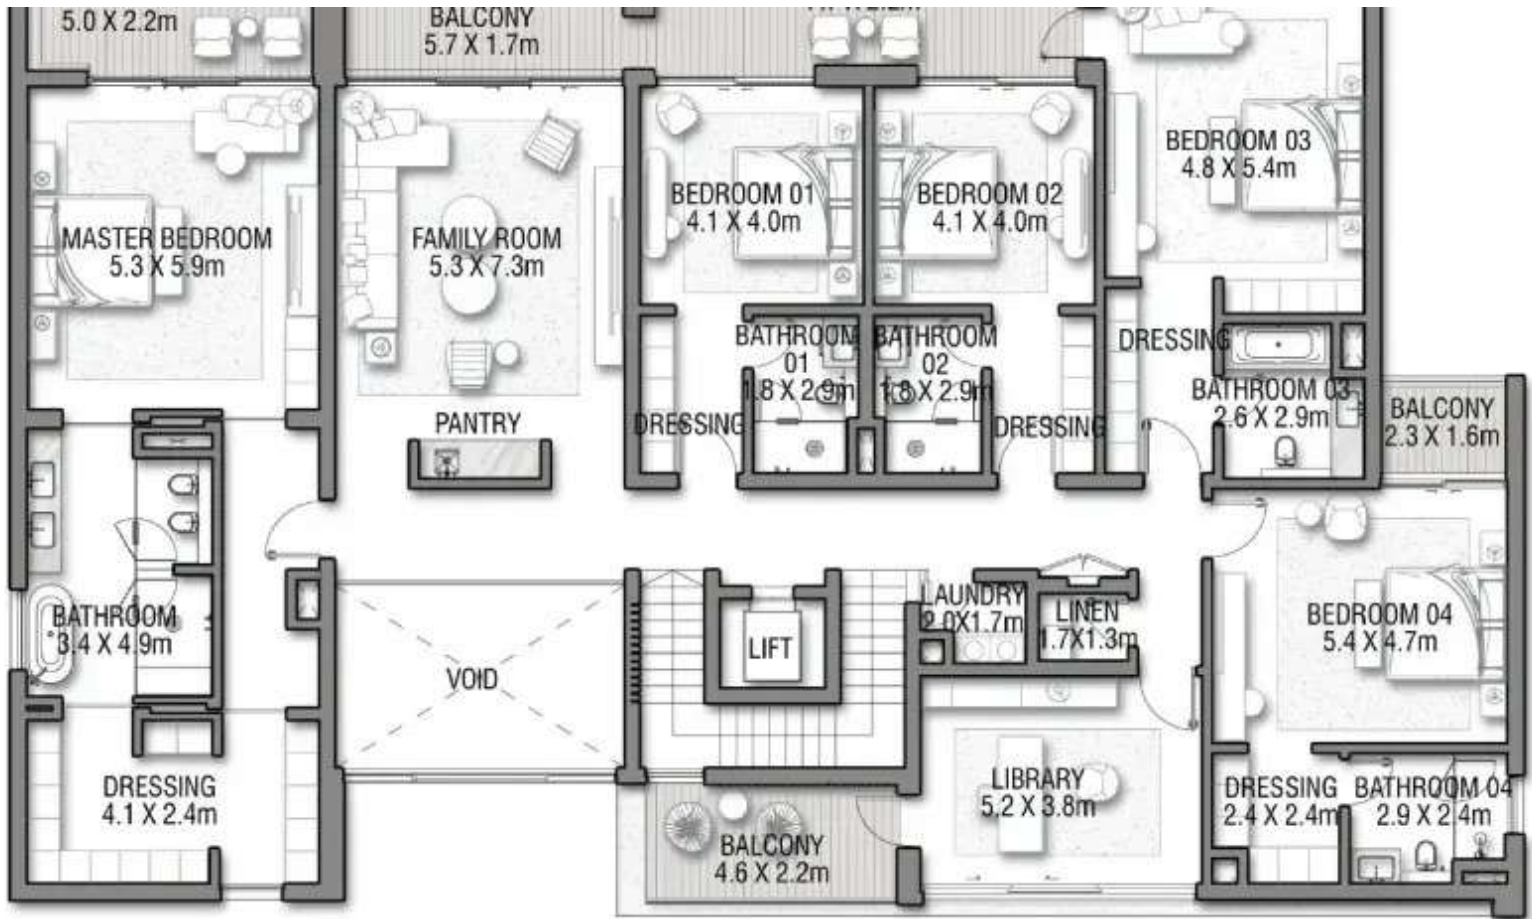 5.0 X 2.2m
BALCONY
5.7 X 1.7m
BEDROOM 03
4.8 X 5.4m
BEDROOM 01
4.1 X 4.0m
BEDROOM 02
4.1 X 4.0m
MASTER BEDROOM
5.3 X 5.9m
FAMILY ROOM
5.3 X 7.3m
BATHROOM
01
1.8 X 2.9m
BATHROOM
02
1.8 X 2.9m
DRESSING
BATHROOM 03
2.6 X 2.9m
BALCONY
2.3 X 1.6m
PANTRY
DRESSING
DRESSING
BATHROOM
3.4 X 4.9m
VOID
LIFT
LAUNDRY
2.0X1.7m
LINEN
1.7X1.3m
BEDROOM 04
5.4 X 4.7m
DRESSING
4.1 X 2.4m
LIBRARY
5.2 X 3.8m
DRESSING
2.4 X 2.4m
BATHROOM 04
2.9 X 2.4m
BALCONY
4.6 X 2.2m